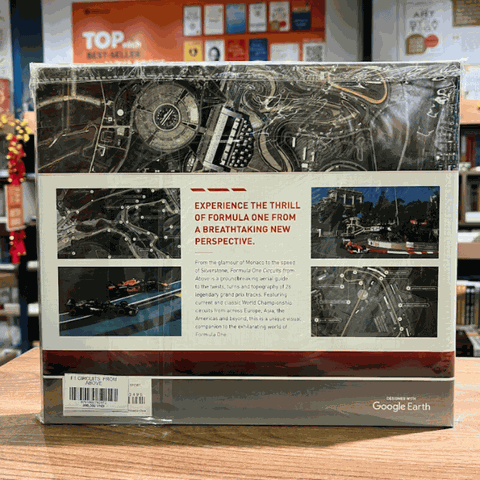 TOP
BEST-SELLER
EXPERIENCE THE THRILL
OF FORMULA ONE FROM
A BREATHTAKING NEW
PERSPECTIVE.
From the glamour of Monaco to the speed
of Silverstone, Formula One Circuits from
Above is a groundbreaking aerial guide
to the twists, turns and topography of 26
legendary grand prix tracks. Featuring
current and classic World Championship
circuits from across Europe, Asia, the
Americas and beyond, this is a unique visual
companion to the exhilarating world of
Formula One.
F1 CIRCUITS FROM
ABOVE
DESIGNED WITH
Google Earth